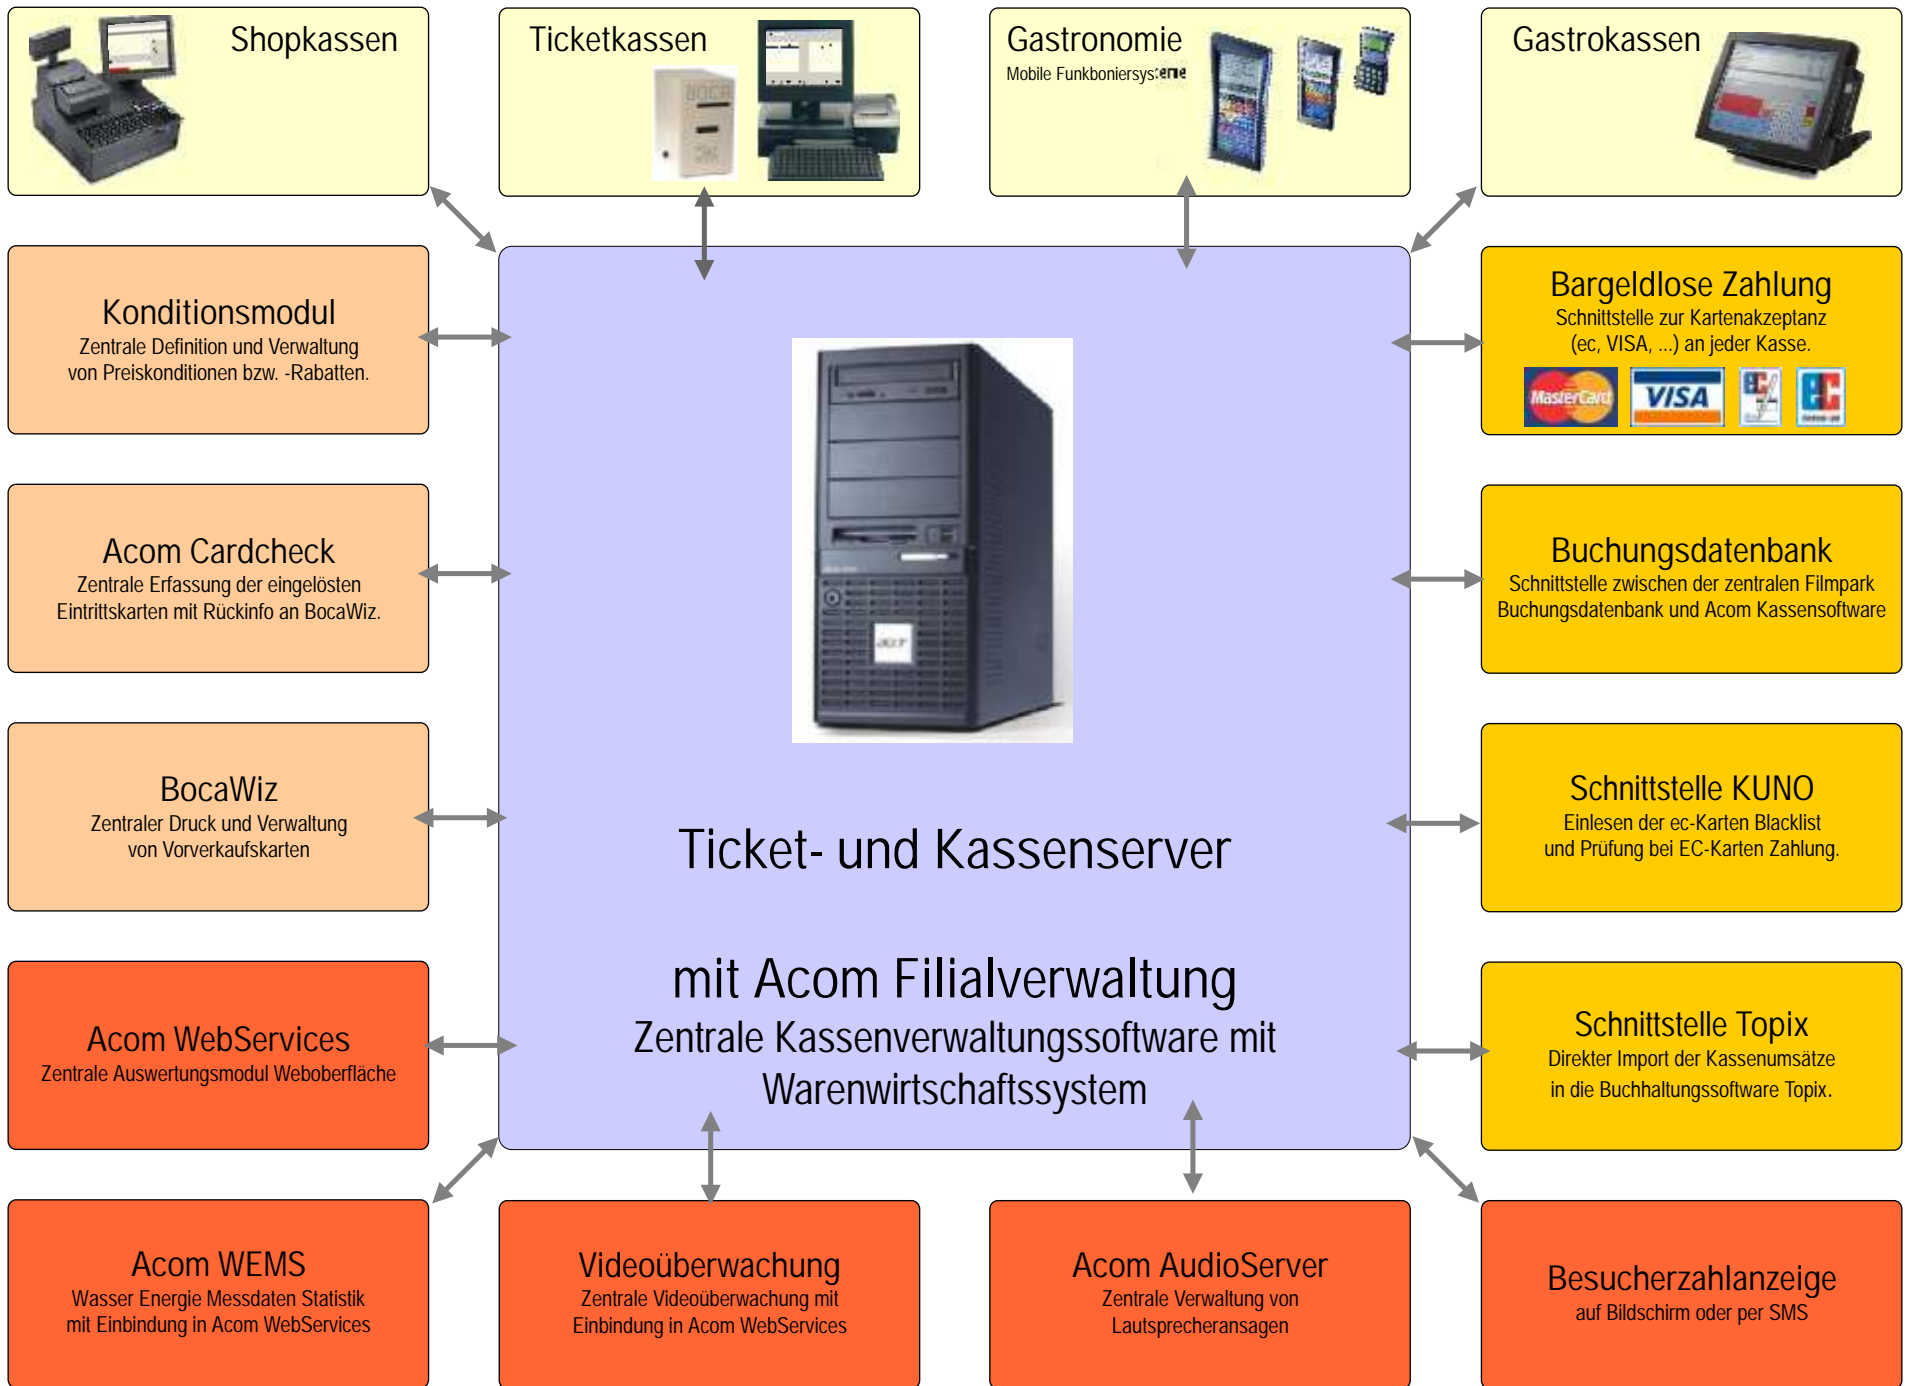 Shopkassen
Ticketkassen
BOCA
Gastronomie
Mobile Funkboniersysteme
Gastrokassen
Konditionsmodul
Zentrale Definition und Verwaltung
von Preiskonditionen bzw. -Rabatten.
Bargeldlose Zahlung
Schnittstelle zur Kartenakzeptanz
(ec, VISA, ...) an jeder Kasse.
MasterCard
VISA
ec
ec
Acom Cardcheck
Zentrale Erfassung der eingelösten
Eintrittskarten mit Rückinfo an BocaWiz.
acer
Buchungsdatenbank
Schnittstelle zwischen der zentralen Filmpark
Buchungsdatenbank und Acom Kassensoftware
BocaWiz
Zentraler Druck und Verwaltung
von Vorverkaufskarten
Ticket- und Kassenserver
mit Acom Filialverwaltung
Zentrale Kassenverwaltungssoftware mit
Warenwirtschaftssystem
Schnittstelle KUNO
Einlesen der ec-Karten Blacklist
und Prüfung bei EC-Karten Zahlung.
Acom WebServices
Zentrale Auswertungsmodul Weboberfläche
Schnittstelle Topix
Direkter Import der Kassenumsätze
in die Buchhaltungssoftware Topix.
Acom WEMS
Wasser Energie Messdaten Statistik
mit Einbindung in Acom WebServices
Videoüberwachung
Zentrale Videoüberwachung mit
Einbindung in Acom WebServices
Acom AudioServer
Zentrale Verwaltung von
Lautsprecheransagen
Besucherzahlanzeige
auf Bildschirm oder per SMS